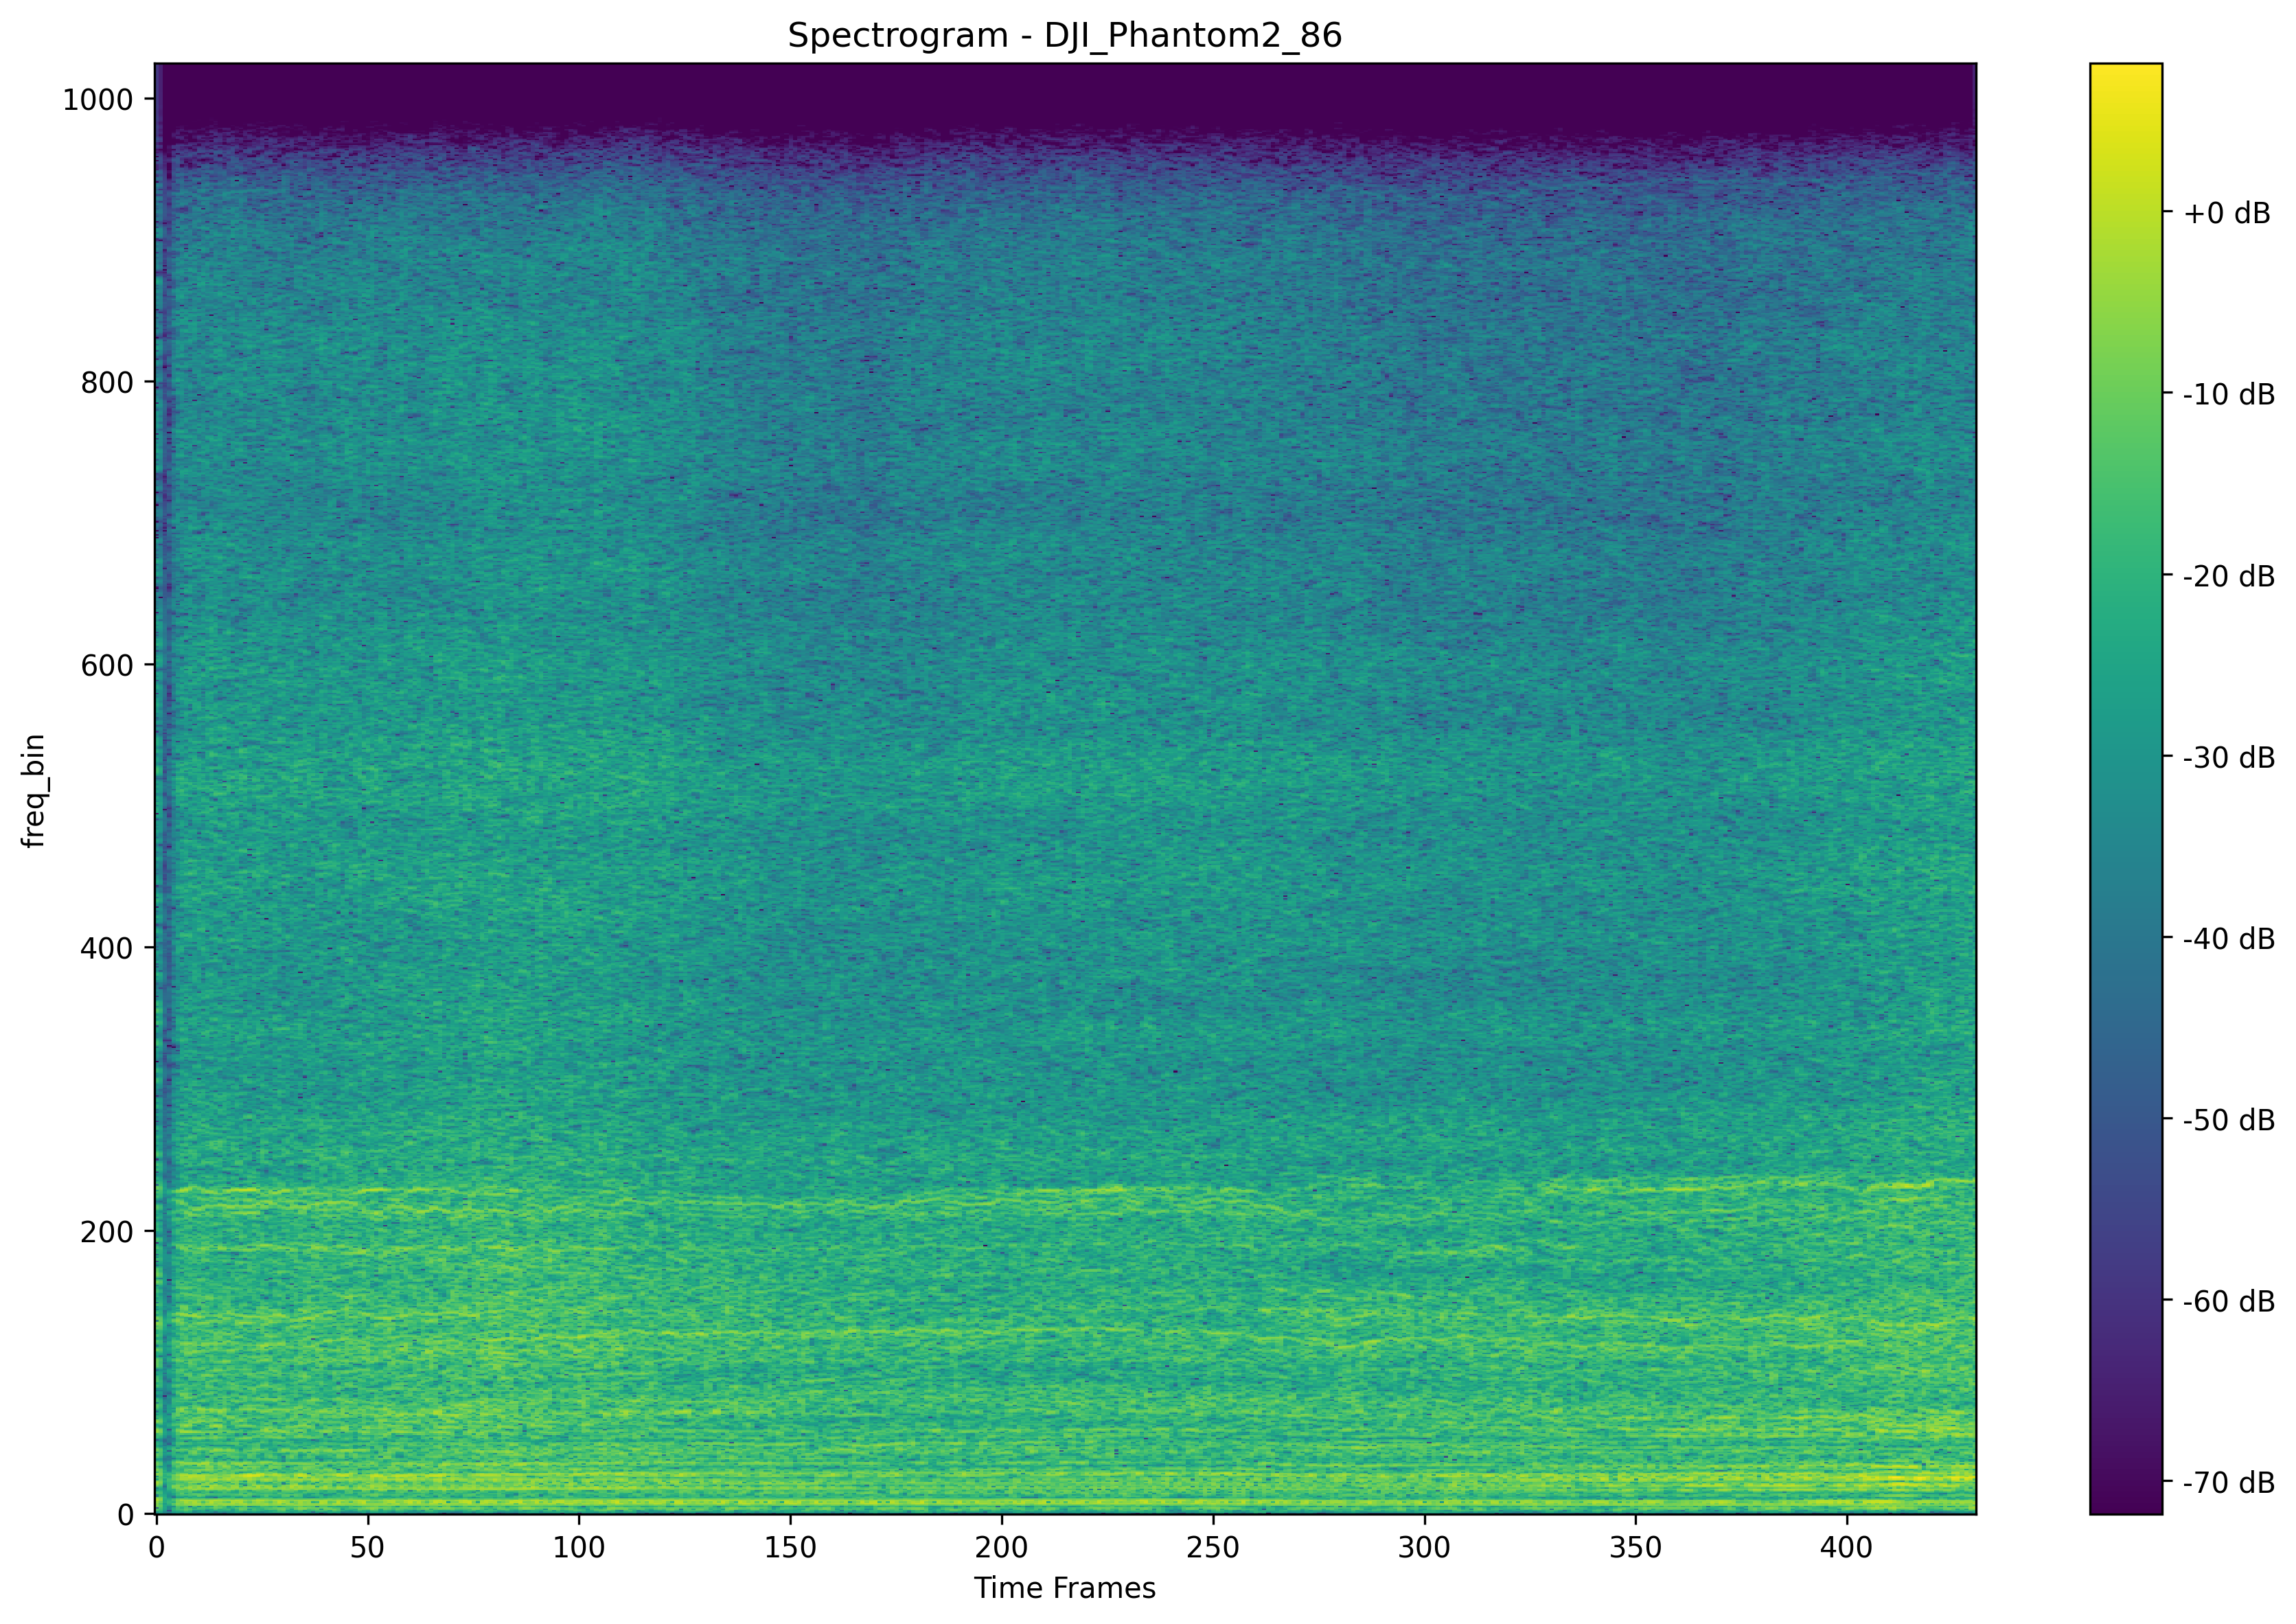 Spectrogram - DJI_Phantom2_86
1000
800
600
400
200
0
freq_bin
0 50 100 150 200 250 300 350 400
Time Frames
+0 dB
-10 dB
-20 dB
-30 dB
-40 dB
-50 dB
-60 dB
-70 dB